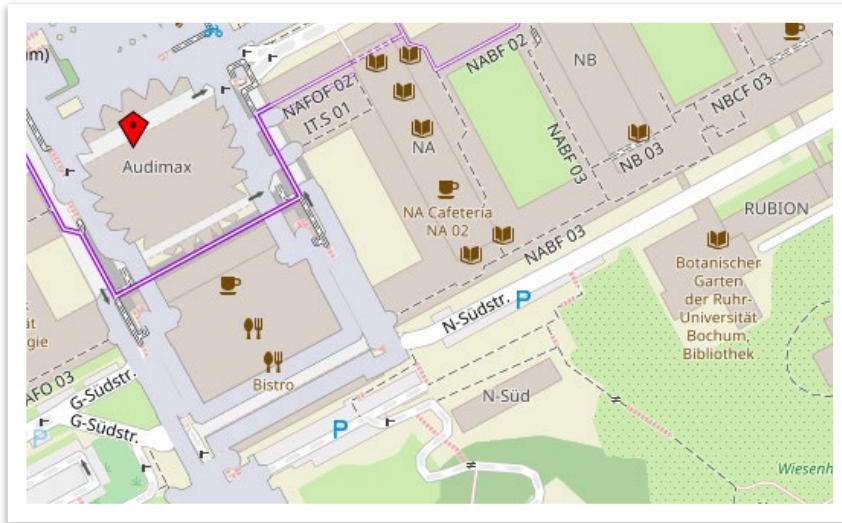 m)
NAFOF 02
IT.S 01
NABF 02
NB
NBCF 03
NB 03
NABF 03
Audimax
NA
NA Cafeteria
NA 02
NABF 03
RUBION
Botanischer
Garten
der Ruhr-
Universität
Bochum,
Bibliothek
N-Südstr.
P
Bistro
N-Süd
P
ät
gie
AFO 03
G-Südstr.
G-Südstr.
P
Wiesenh